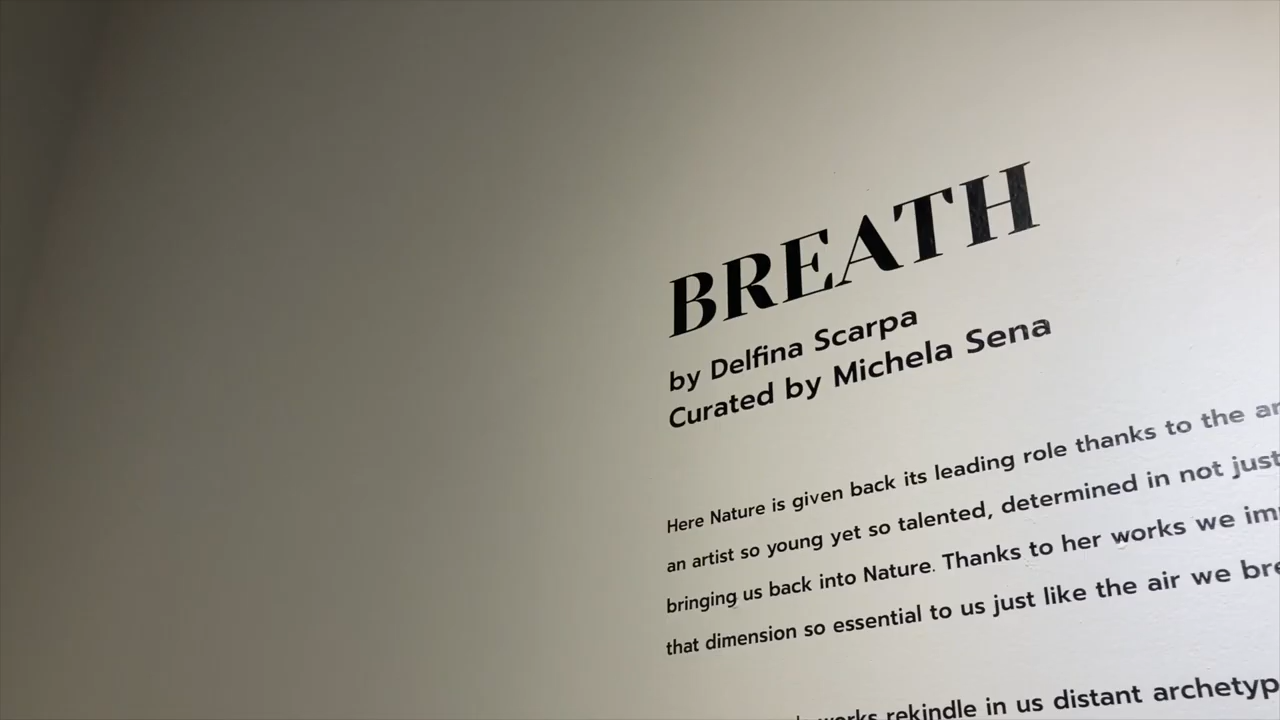 BREATH
by Delfina Scarpa
Curated by Michela Sena
Here Nature is given back its leading role thanks to the
an artist so young yet so talented, determined in not just
bringing us back into Nature. Thanks to her works we
that dimension so essential to us just like the air we
rekindle in us distant